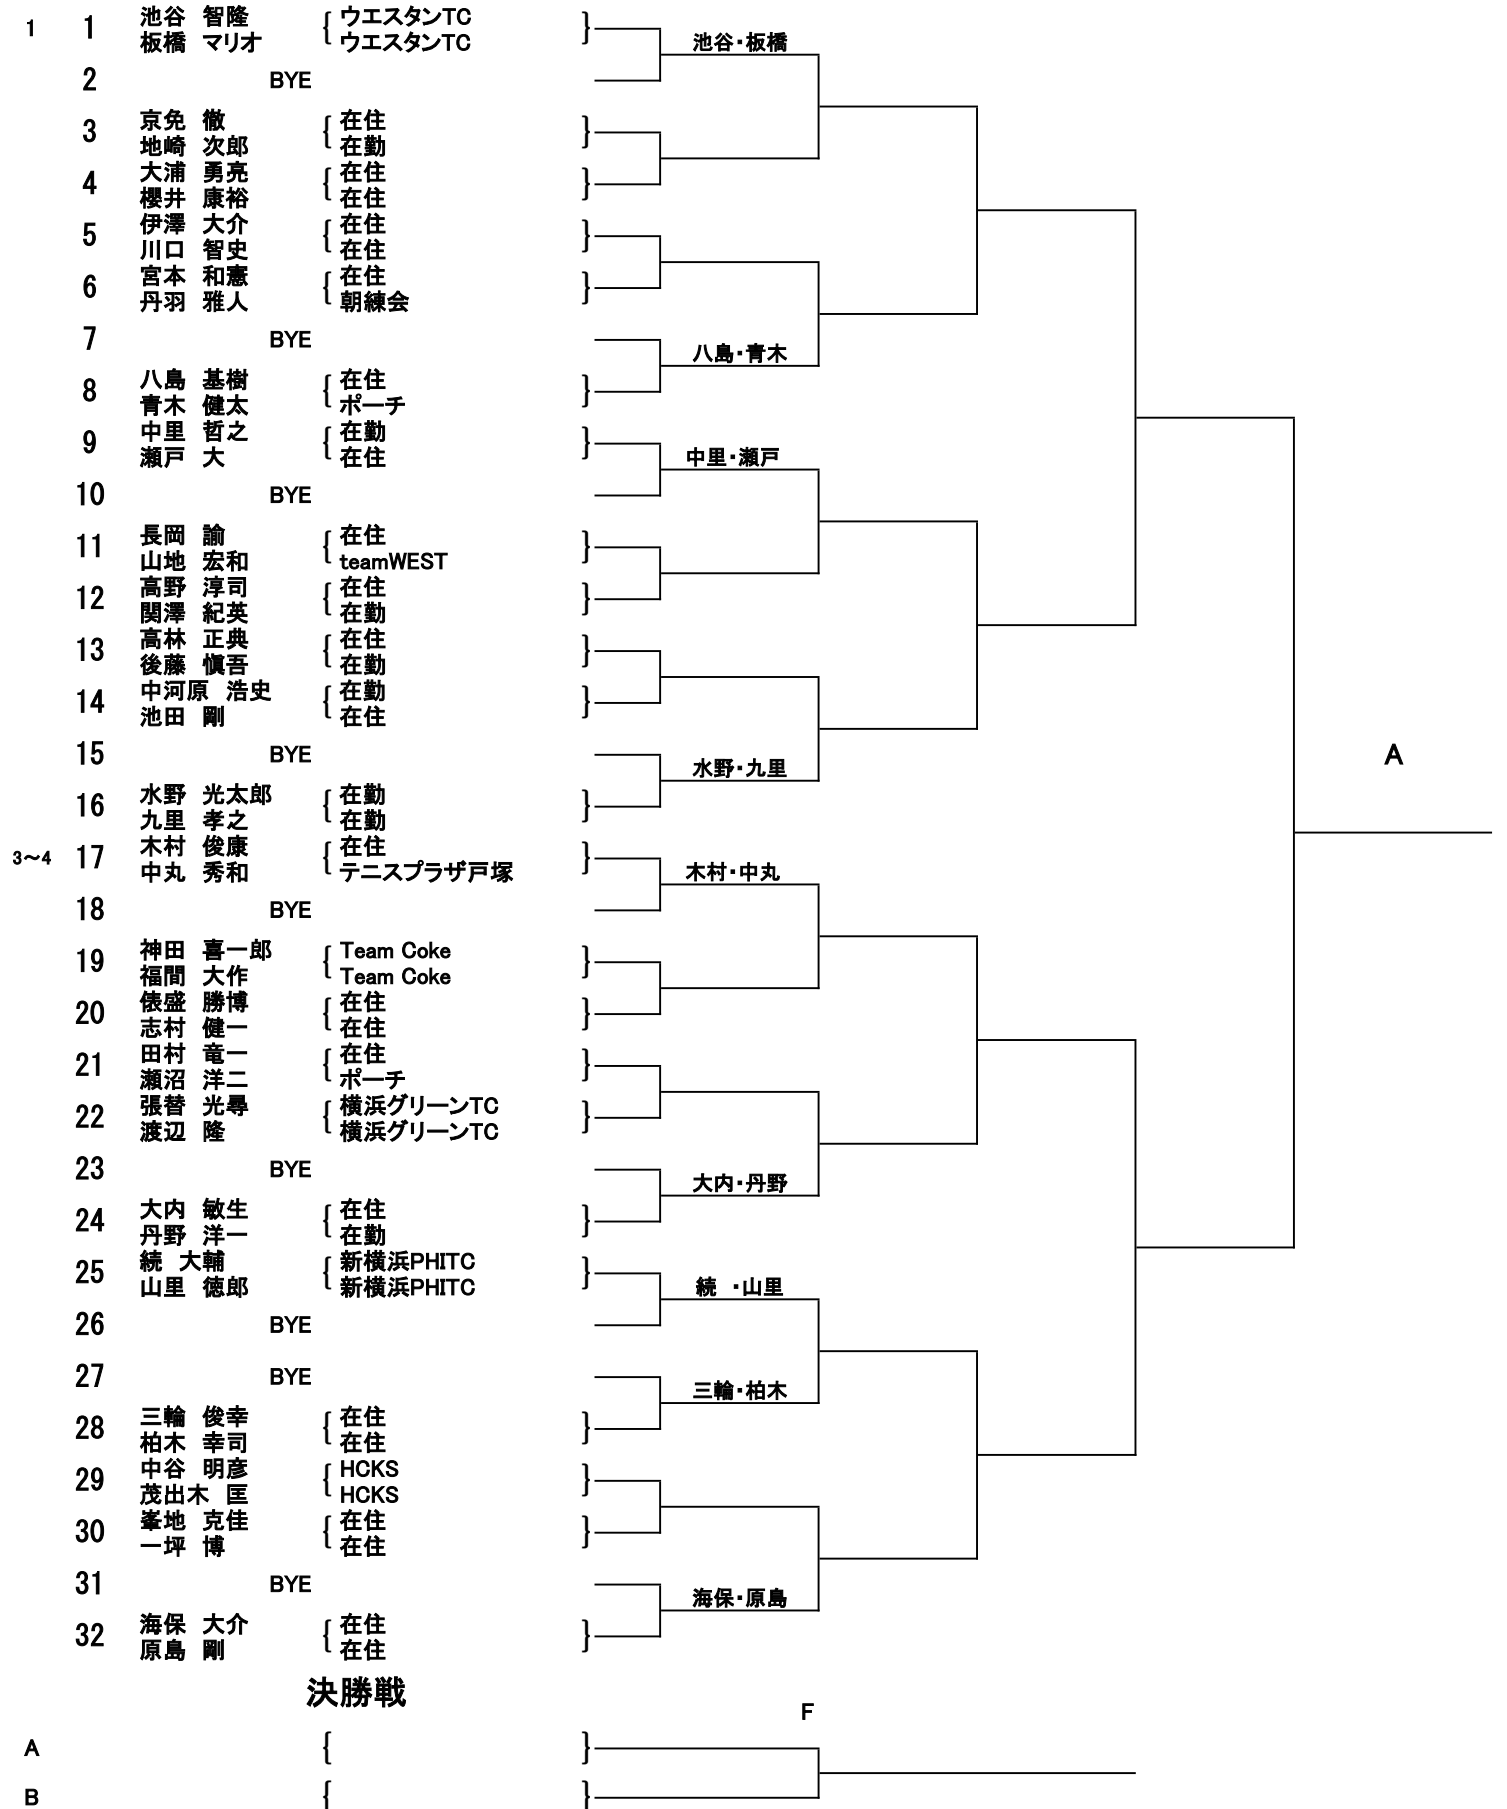 1 1 池谷 智隆 { ウエスタンTC }
板橋 マリオ ウエスタンTC 池谷・板橋
2 BYE
3 京免 徹 { 在住 }
地崎 次郎 在勤
4 大浦 勇亮 { 在住 }
櫻井 康裕 在住
5 伊澤 大介 { 在住 }
川口 智史 在住
6 宮本 和憲 { 在住 }
丹羽 雅人 朝練会
7 BYE
八島・青木
8 八島 基樹 { 在住 }
青木 健太 ポーチ
9 中里 哲之 { 在勤 }
瀬戸 大 在住 中里・瀬戸
10 BYE
11 長岡 諭 { 在住 }
山地 宏和 teamWEST
12 高野 淳司 { 在住 }
関澤 紀英 在勤
13 高林 正典 { 在住 }
後藤 愼吾 在勤
14 中河原 浩史 { 在勤 }
池田 剛 在住
15 BYE A
水野・九里
16 水野 光太郎 { 在勤 }
九里 孝之 在勤
3～4 17 木村 俊康 { 在住 }
中丸 秀和 テニスプラザ戸塚 木村・中丸
18 BYE
19 神田 喜一郎 { Team Coke }
福間 大作 Team Coke
20 俵盛 勝博 { 在住 }
志村 健一 在住
21 田村 竜一 { 在住 }
瀬沼 洋二 ポーチ
22 張替 光尋 { 横浜グリーンTC }
渡辺 隆 横浜グリーンTC
23 BYE
大内・丹野
24 大内 敏生 { 在住 }
丹野 洋一 在勤
25 続 大輔 { 新横浜PHITC }
山里 徳郎 新横浜PHITC 続 ・山里
26 BYE
27 BYE
三輪・柏木
28 三輪 俊幸 { 在住 }
柏木 幸司 在住
29 中谷 明彦 { HCKS }
茂出木 匡 HCKS
30 峯地 克佳 { 在住 }
一坪 博 在住
31 BYE
海保・原島
32 海保 大介 { 在住 }
原島 剛 在住
決勝戦
F
A { }
B { }